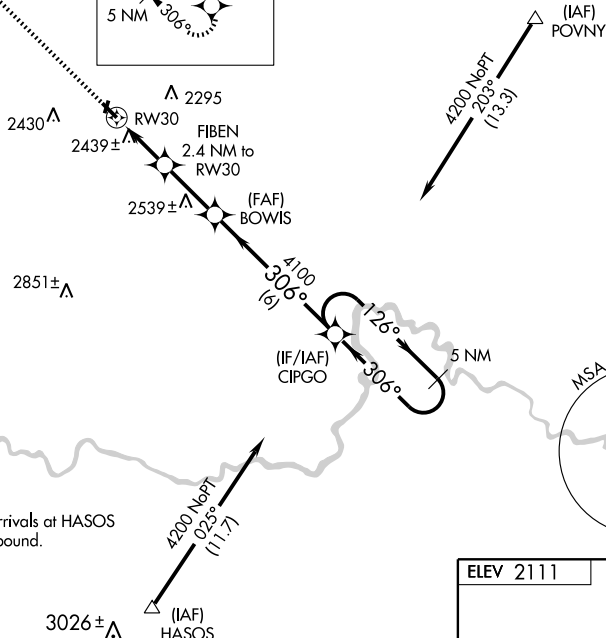 5 NM
306°
(IAF)
POVNY
4200 NoPT
203°
(13.3)
2295
2430
RW30
2439±
FIBEN
2.4 NM to
RW30
2539±
(FAF)
BOWIS
2851±
4100
306°
(6)
126°
5 NM
(IF/IAF)
CIPGO
306°
MSA
4200 NoPT
025°
(11.7)
rrivals at HASOS
bound.
ELEV 2111
3026±
(IAF)
HASOS